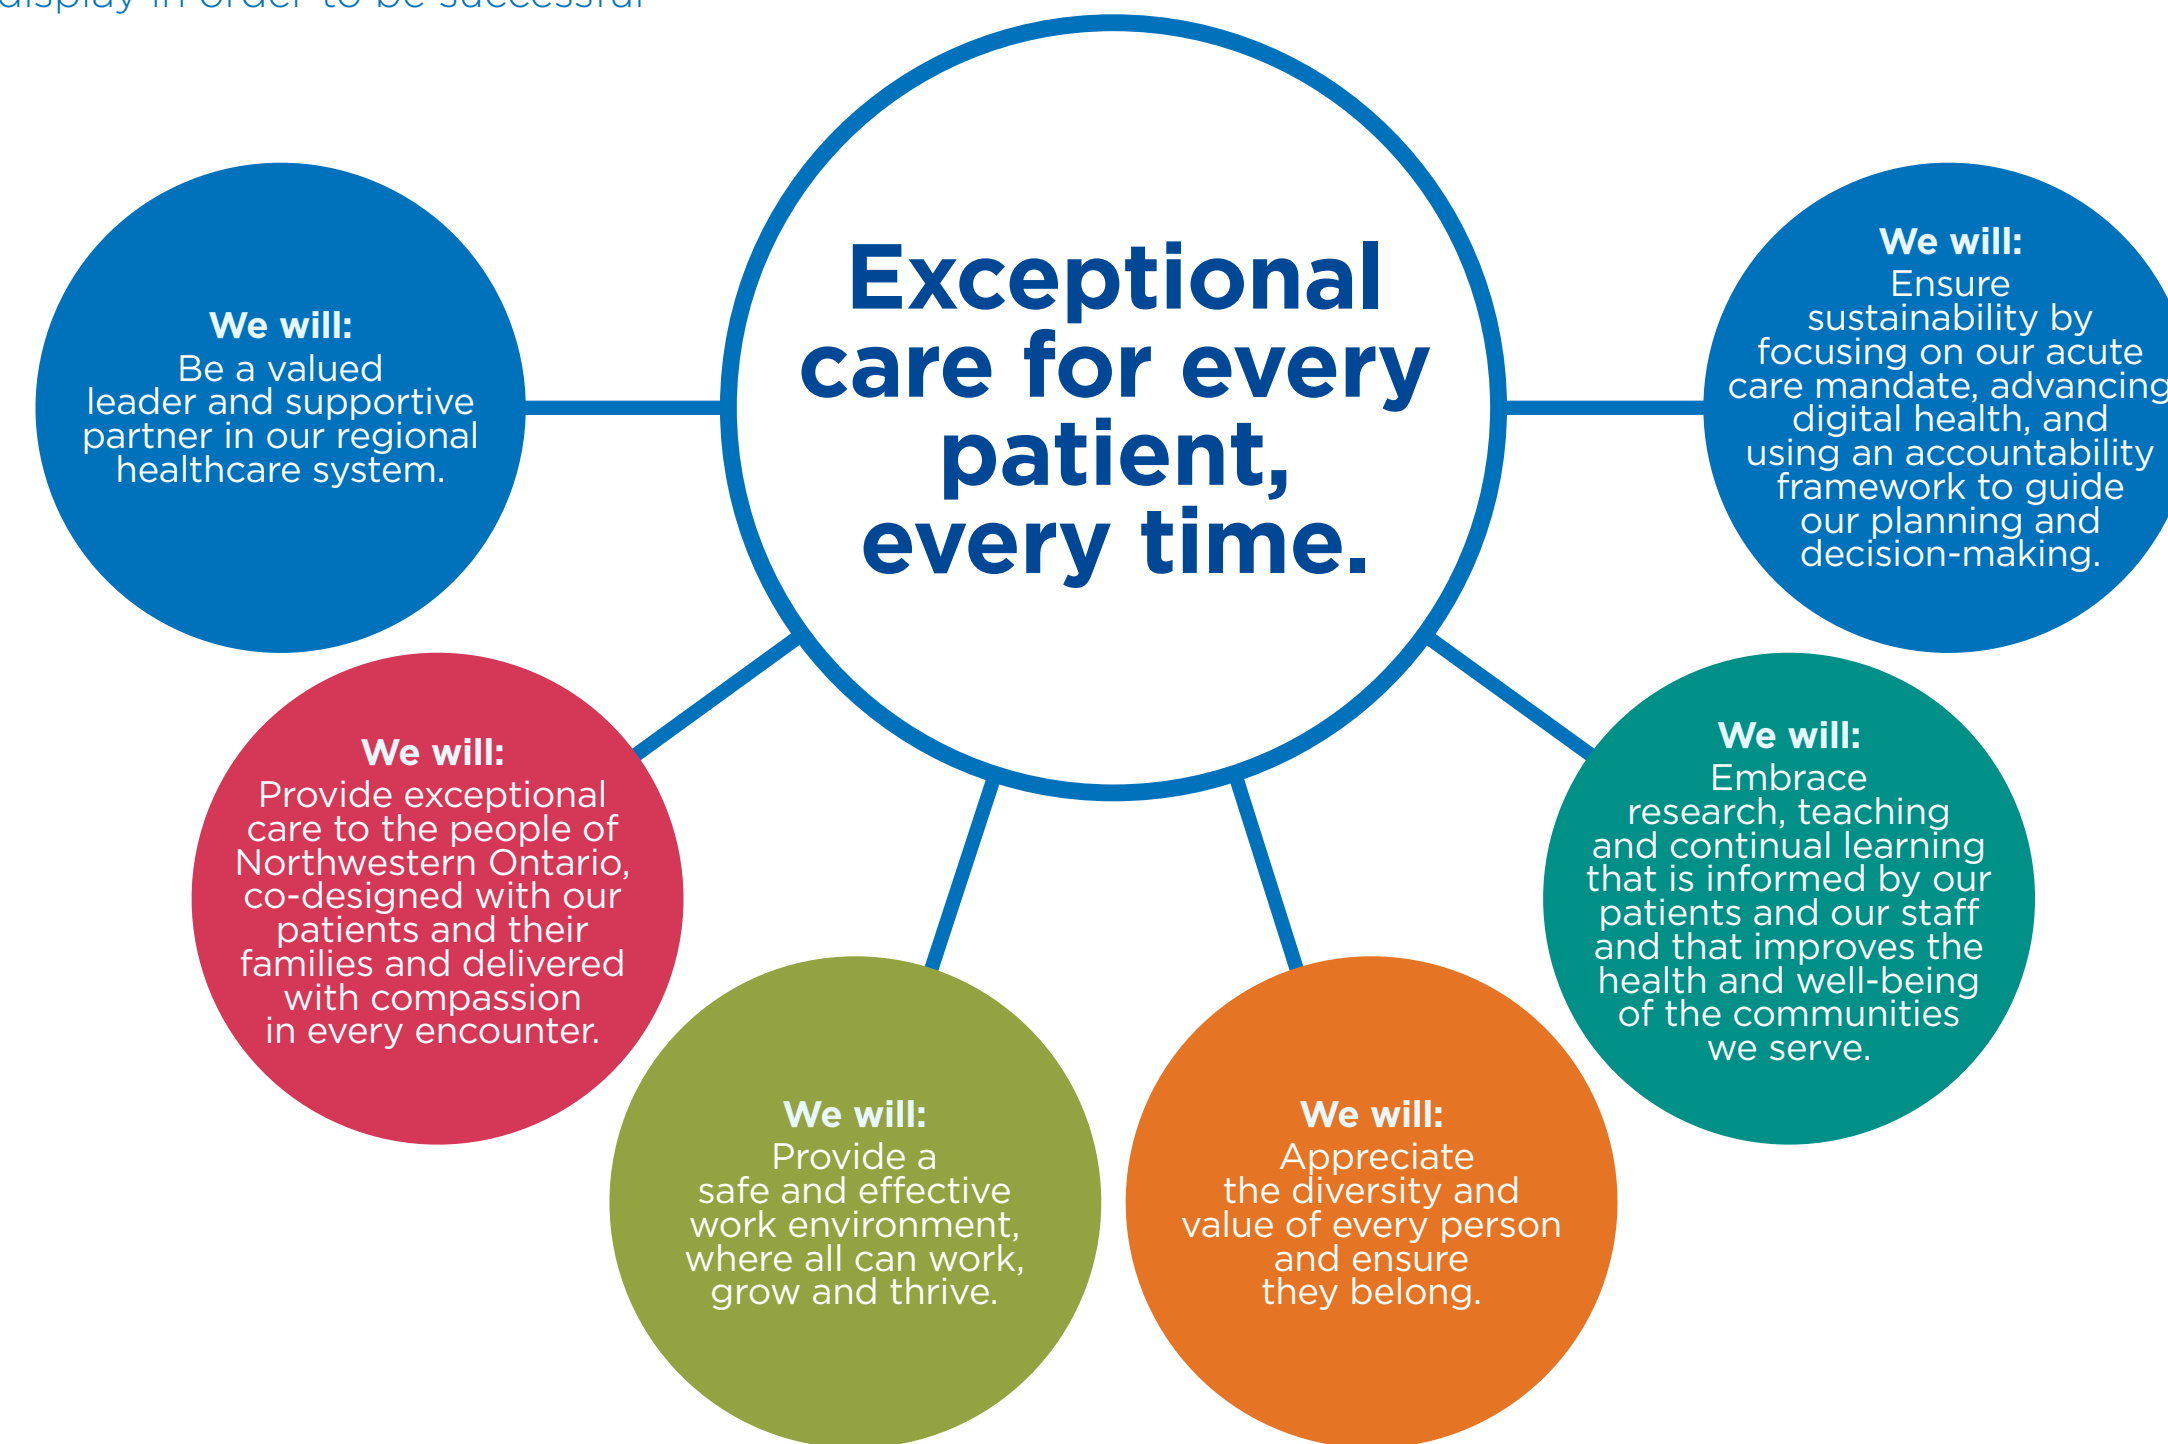 display in order to be successful
Exceptional
care for every
patient,
every time.
We will:
Be a valued
leader and supportive
partner in our regional
healthcare system.
We will:
Provide exceptional
care to the people of
Northwestern Ontario,
co-designed with our
patients and their
families and delivered
with compassion
in every encounter.
We will:
Provide a
safe and effective
work environment,
where all can work,
grow and thrive.
We will:
Appreciate
the diversity and
value of every person
and ensure
they belong.
We will:
Embrace
research, teaching
and continual learning
that is informed by our
patients and our staff
and that improves the
health and well-being
of the communities
we serve.
We will:
Ensure
sustainability by
focusing on our acute
care mandate, advancing
digital health, and
using an accountability
framework to guide
our planning and
decision-making.